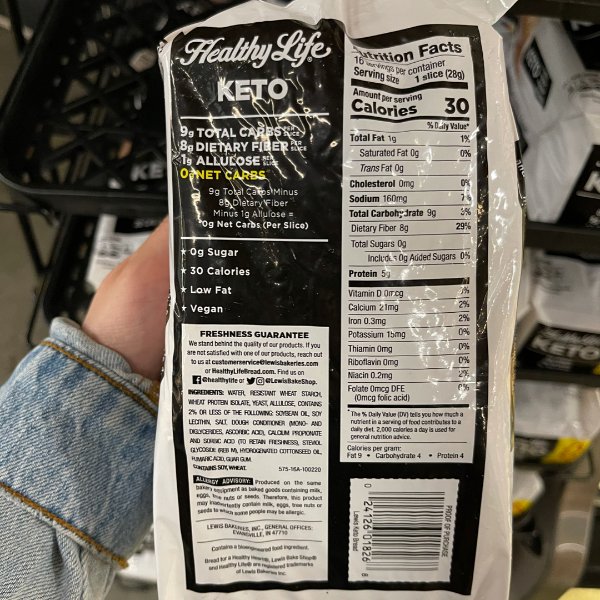 Healthy Life
KETO
9g TOTAL CARBS PER SLICE
8g DIETARY FIBER PER SLICE
1g ALLULOSE PER SLICE
0g NET CARBS
9g Total Carbs Minus
8g Dietary Fiber
Minus 1g Allulose =
*0g Net Carbs (Per Slice)
★ 0g Sugar
★ 30 Calories
★ Low Fat
★ Vegan
FRESHNESS GUARANTEE
We stand behind the quality of our products. If you
are not satisfied with one of our products, reach out
to us at customerservice@lewisbakeries.com
or HealthyLifeBread.com. Find us on
@healthylife or @LewisBakeShop.
INGREDIENTS: WATER, RESISTANT WHEAT STARCH,
WHEAT PROTEIN ISOLATE, YEAST, ALLULOSE, CONTAINS
2% OR LESS OF THE FOLLOWING: SOYBEAN OIL, SOY
LECITHIN, SALT, DOUGH CONDITIONER (MONO- AND
DIGLYCERIDES, ASCORBIC ACID), CALCIUM PROPIONATE
AND SORBIC ACID (TO RETAIN FRESHNESS), STEVIOL
GLYCOSIDE (REB M), HYDROGENATED COTTONSEED OIL,
FUMARIC ACID, GUAR GUM.
CONTAINS SOY, WHEAT. 575-16A-100220
ALLERGY ADVISORY: Produced on the same
bakery equipment as baked goods containing milk,
eggs, tree nuts or seeds. Therefore, this product
may inadvertently contain milk, eggs, tree nuts or
seeds to which some people may be allergic.
LEWIS BAKERIES, INC., GENERAL OFFICES:
EVANSVILLE, IN 47710
Contains a bioengineered food ingredient.
Bread for a Healthy Lifestyle, Lewis Bake Shop®
and Healthy Life® are registered trademarks
of Lewis Bakeries Inc.
Nutrition Facts
16 servings per container
Serving size 1 slice (28g)
Amount per serving
Calories 30
% Daily Value*
Total Fat 1g 1%
Saturated Fat 0g 0%
Trans Fat 0g
Cholesterol 0mg 0%
Sodium 160mg 7%
Total Carbohydrate 9g 3%
Dietary Fiber 8g 29%
Total Sugars 0g
Includes 0g Added Sugars 0%
Protein 5g
Vitamin D 0mcg 0%
Calcium 21mg 2%
Iron 0.3mg 2%
Potassium 15mg 0%
Thiamin 0mg 0%
Riboflavin 0mg 0%
Niacin 0.2mg 2%
Folate 0mcg DFE 0%
(0mcg folic acid)
*The % Daily Value (DV) tells you how much a
nutrient in a serving of food contributes to a
daily diet. 2,000 calories a day is used for
general nutrition advice.
Calories per gram:
Fat 9 • Carbohydrate 4 • Protein 4
PROOF OF PURCHASE
0 24126 01826 8
Lewis Keto Bread